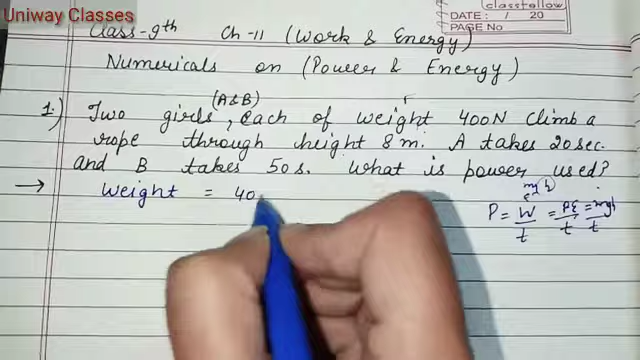 Uniway Classes
classfellow
DATE: / 20
PAGE No
Class-9th Ch-11 (Work & Energy)
Numericals on (Power & Energy)
(A&B)
1.) Two girls, each of weight 400N climb a
rope through height 8m. A takes 20sec.
and B takes 50s. What is power used?
→ Weight = 40
mg h
P = W/t = PE/t = mgh/t